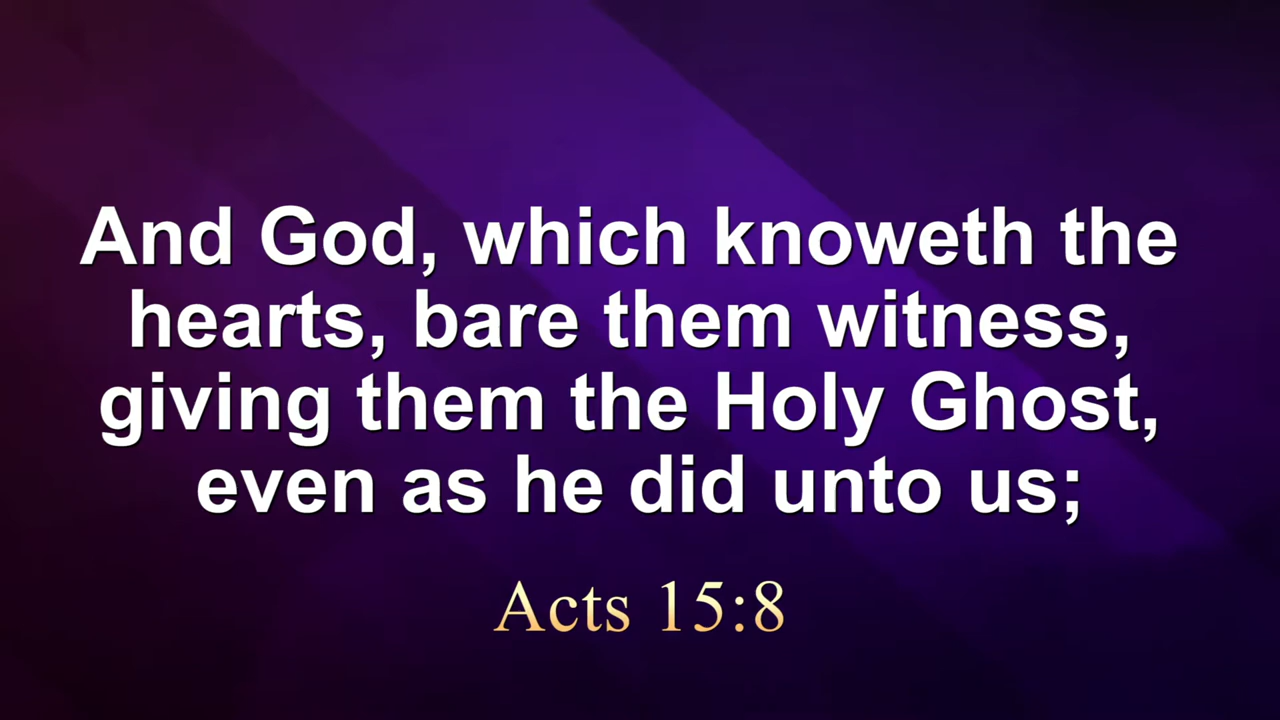 And God, which knoweth the
hearts, bare them witness,
giving them the Holy Ghost,
even as he did unto us;
Acts 15:8